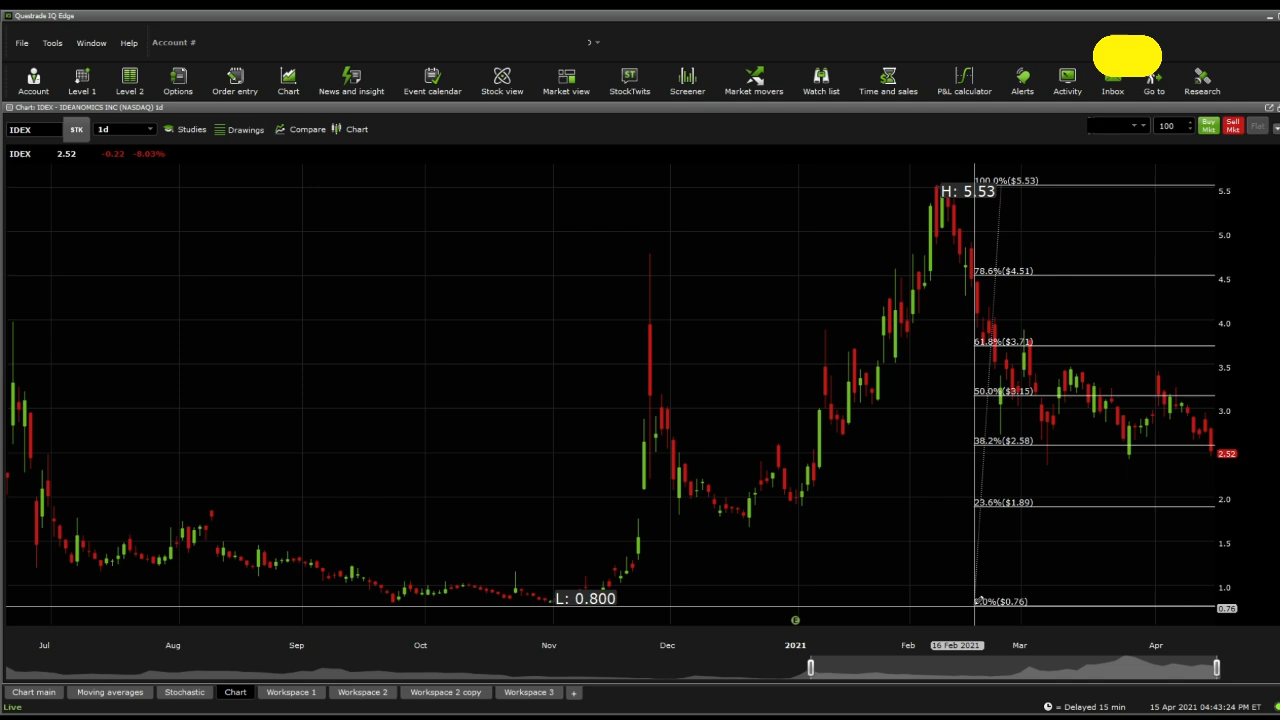 Questrade IQ Edge
File Tools Window Help Account #
Account Level 1 Level 2 Options Order entry Chart News and insight Event calendar Stock view Market view StockTwits Screener Market movers Watch list Time and sales P&L calculator Alerts Activity Inbox Go to Research
Chart: IDEX - IDEANOMICS INC (NASDAQ) 1d
IDEX STK 1d Studies Drawings Compare Chart 100 Buy Mkt Sell Mkt Flat
IDEX 2.52 -0.22 -8.03%
100.0%($5.53)
H: 5.53
5.5
5.0
78.6%($4.51)
4.5
4.0
61.8%($3.71)
3.5
50.0%($3.15)
3.0
38.2%($2.58)
2.52
23.6%($1.89)
2.0
1.5
1.0
L: 0.800
0.0%($0.76)
0.76
E
Jul Aug Sep Oct Nov Dec 2021 Feb 16 Feb 2021 Mar Apr
Chart main Moving averages Stochastic Chart Workspace 1 Workspace 2 Workspace 2 copy Workspace 3 +
Live = Delayed 15 min 15 Apr 2021 04:43:24 PM ET